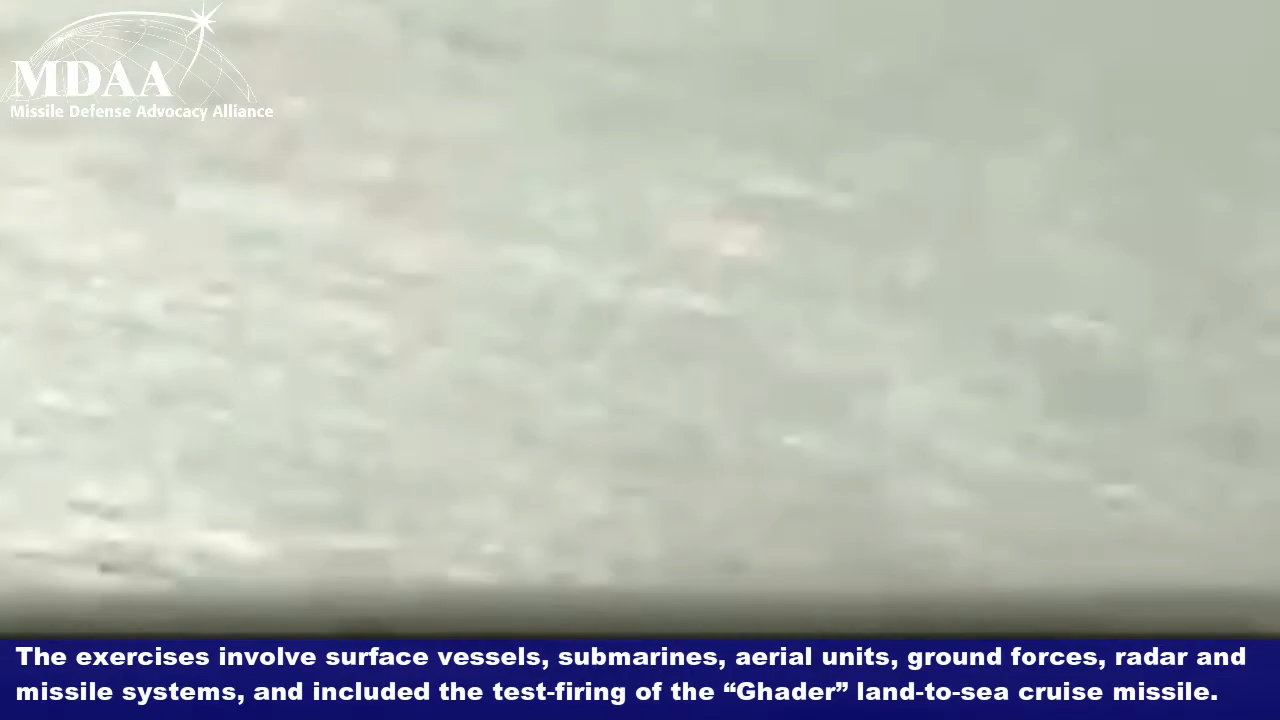 MDAA
Missile Defense Advocacy Alliance
The exercises involve surface vessels, submarines, aerial units, ground forces, radar and
missile systems, and included the test-firing of the “Ghader” land-to-sea cruise missile.